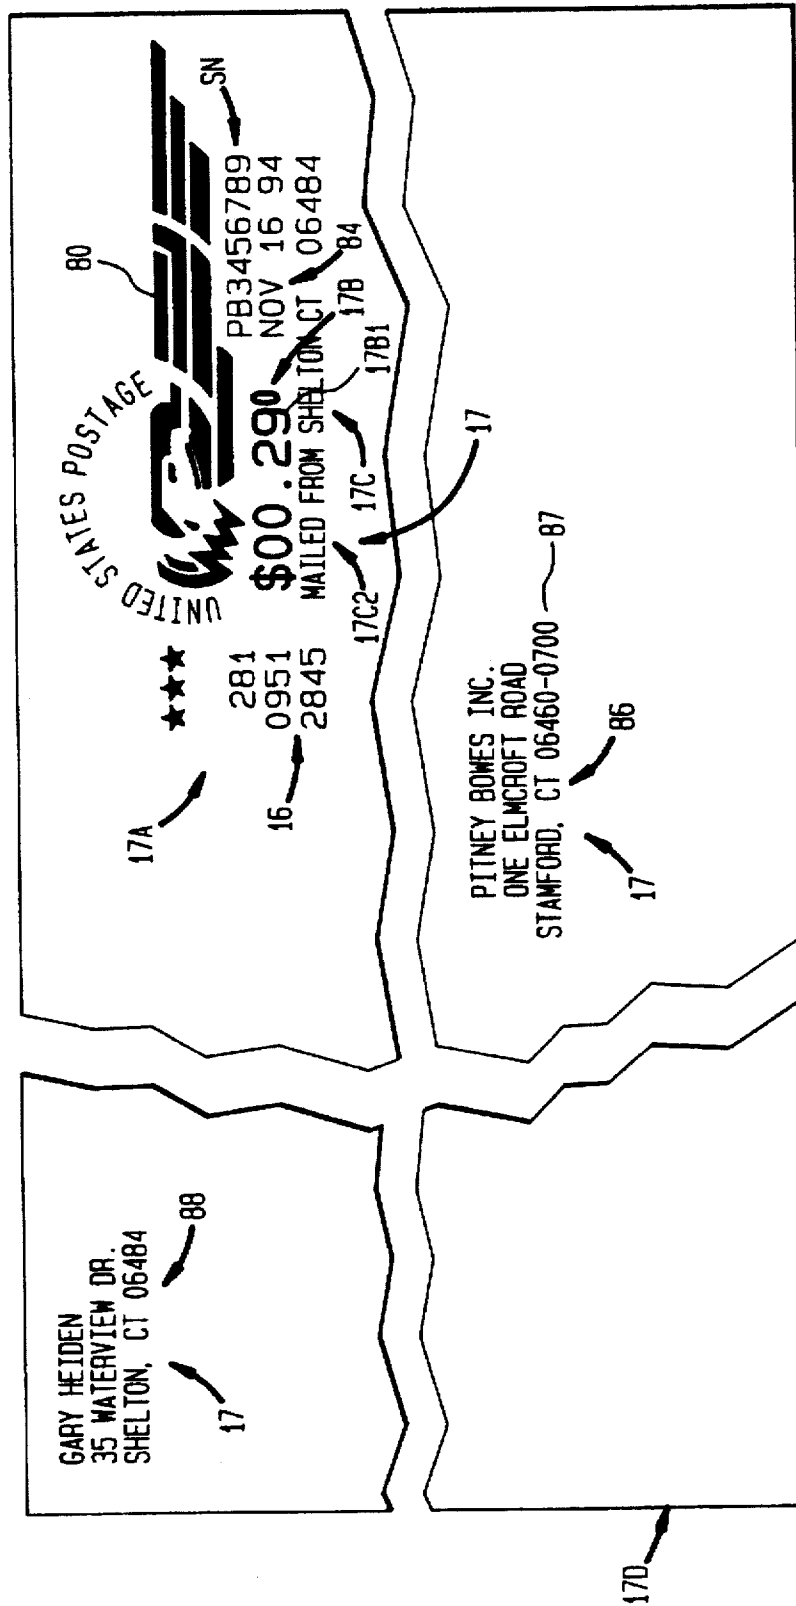 GARY HEIDEN
35 WATERVIEW DR.
SHELTON, CT 06484
88
17
17A
★★★
281
0951
2845
16
UNITED STATES POSTAGE
80
$00.290
PB3456789
SN
NOV 16 94
MAILED FROM SHELTON CT 06484
84
17B
17B1
17C
17C2
17
PITNEY BOWES INC.
ONE ELMCROFT ROAD
STAMFORD, CT 06460-0700
87
86
17
17D